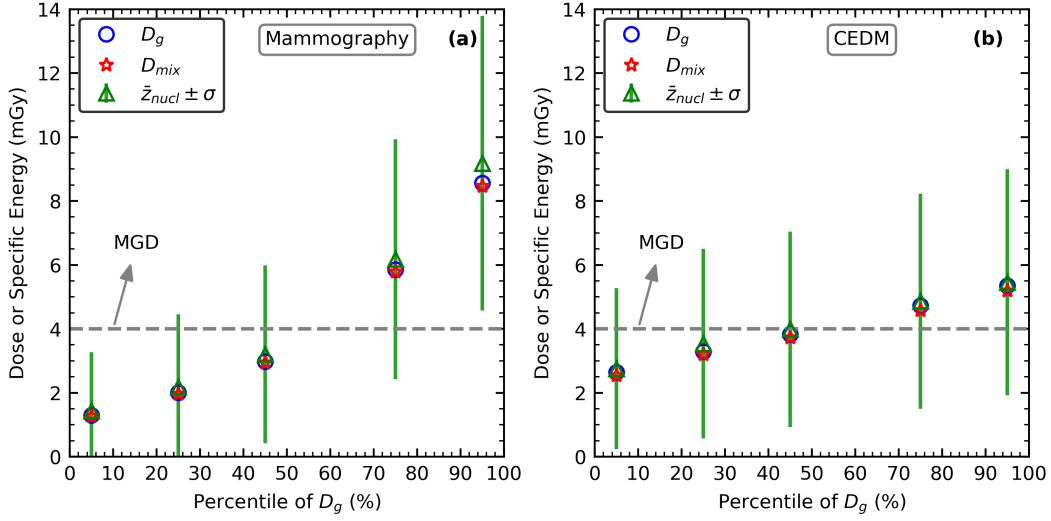 D_g
D_mix
z̄_nucl ± σ
Mammography
(a)
MGD
Dose or Specific Energy (mGy)
0
2
4
6
8
10
12
14
0 10 20 30 40 50 60 70 80 90 100
Percentile of D_g (%)
D_g
D_mix
z̄_nucl ± σ
CEDM
(b)
MGD
Dose or Specific Energy (mGy)
0
2
4
6
8
10
12
14
0 10 20 30 40 50 60 70 80 90 100
Percentile of D_g (%)